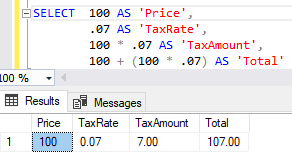 SELECT 100 AS 'Price',
.07 AS 'TaxRate',
100 * .07 AS 'TaxAmount',
100 + (100 * .07) AS 'Total'
00 %
Results Messages
Price TaxRate TaxAmount Total
1 100 0.07 7.00 107.00